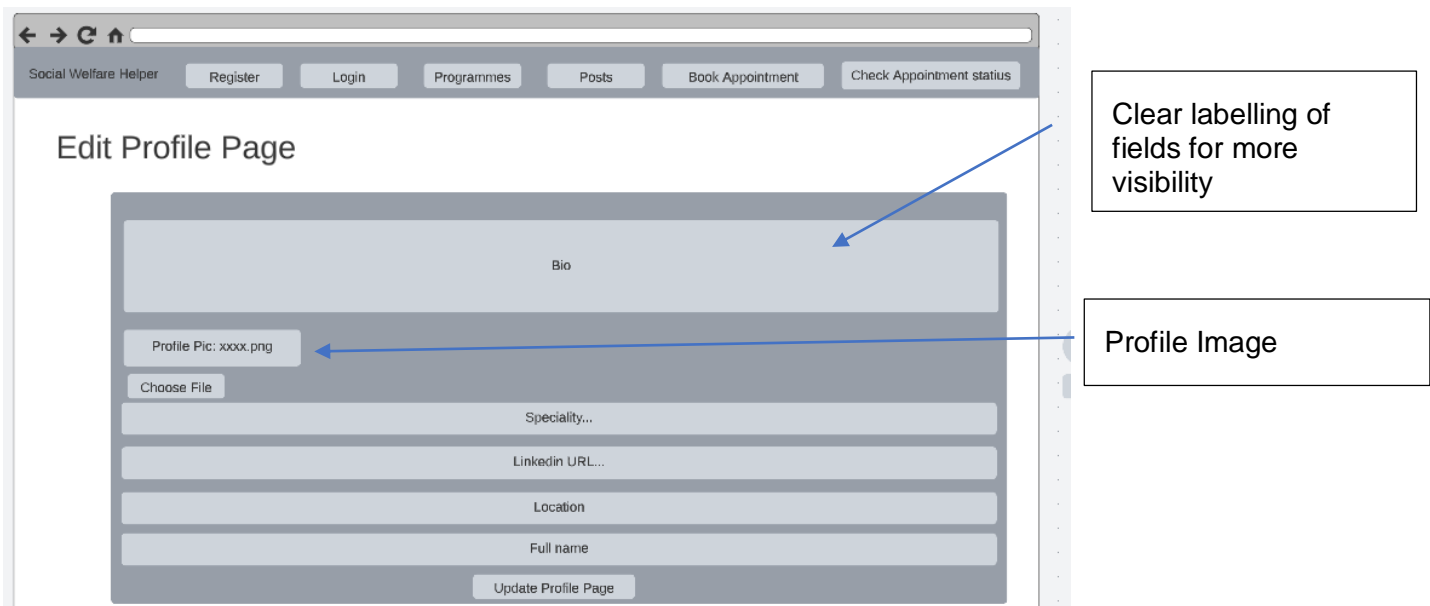 Social Welfare Helper Register Login Programmes Posts Book Appointment Check Appointment statius
Edit Profile Page
Clear labelling of
fields for more
visibility
Bio
Profile Pic: xxxx.png
Profile Image
Choose File
Speciality...
Linkedin URL...
Location
Full name
Update Profile Page